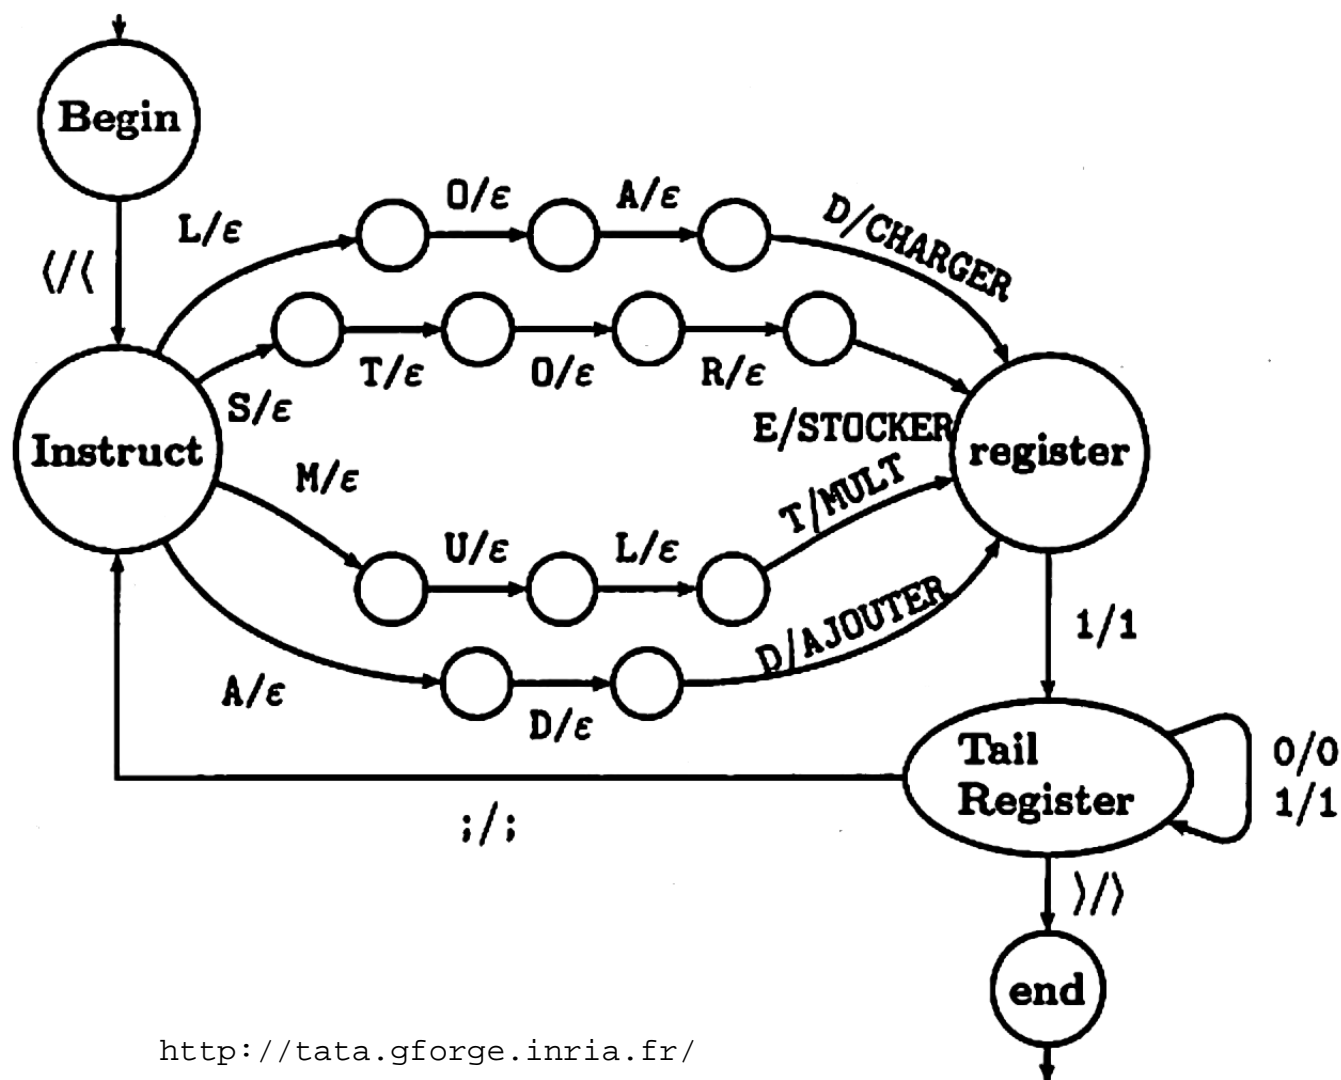 Begin
⟨/⟨
L/ε
O/ε
A/ε
D/CHARGER
S/ε
T/ε
O/ε
R/ε
E/STOCKER
Instruct
register
M/ε
U/ε
L/ε
T/MULT
A/ε
D/ε
D/AJOUTER
1/1
Tail
Register
0/0
1/1
;/;
⟩/⟩
end
http://tata.gforge.inria.fr/